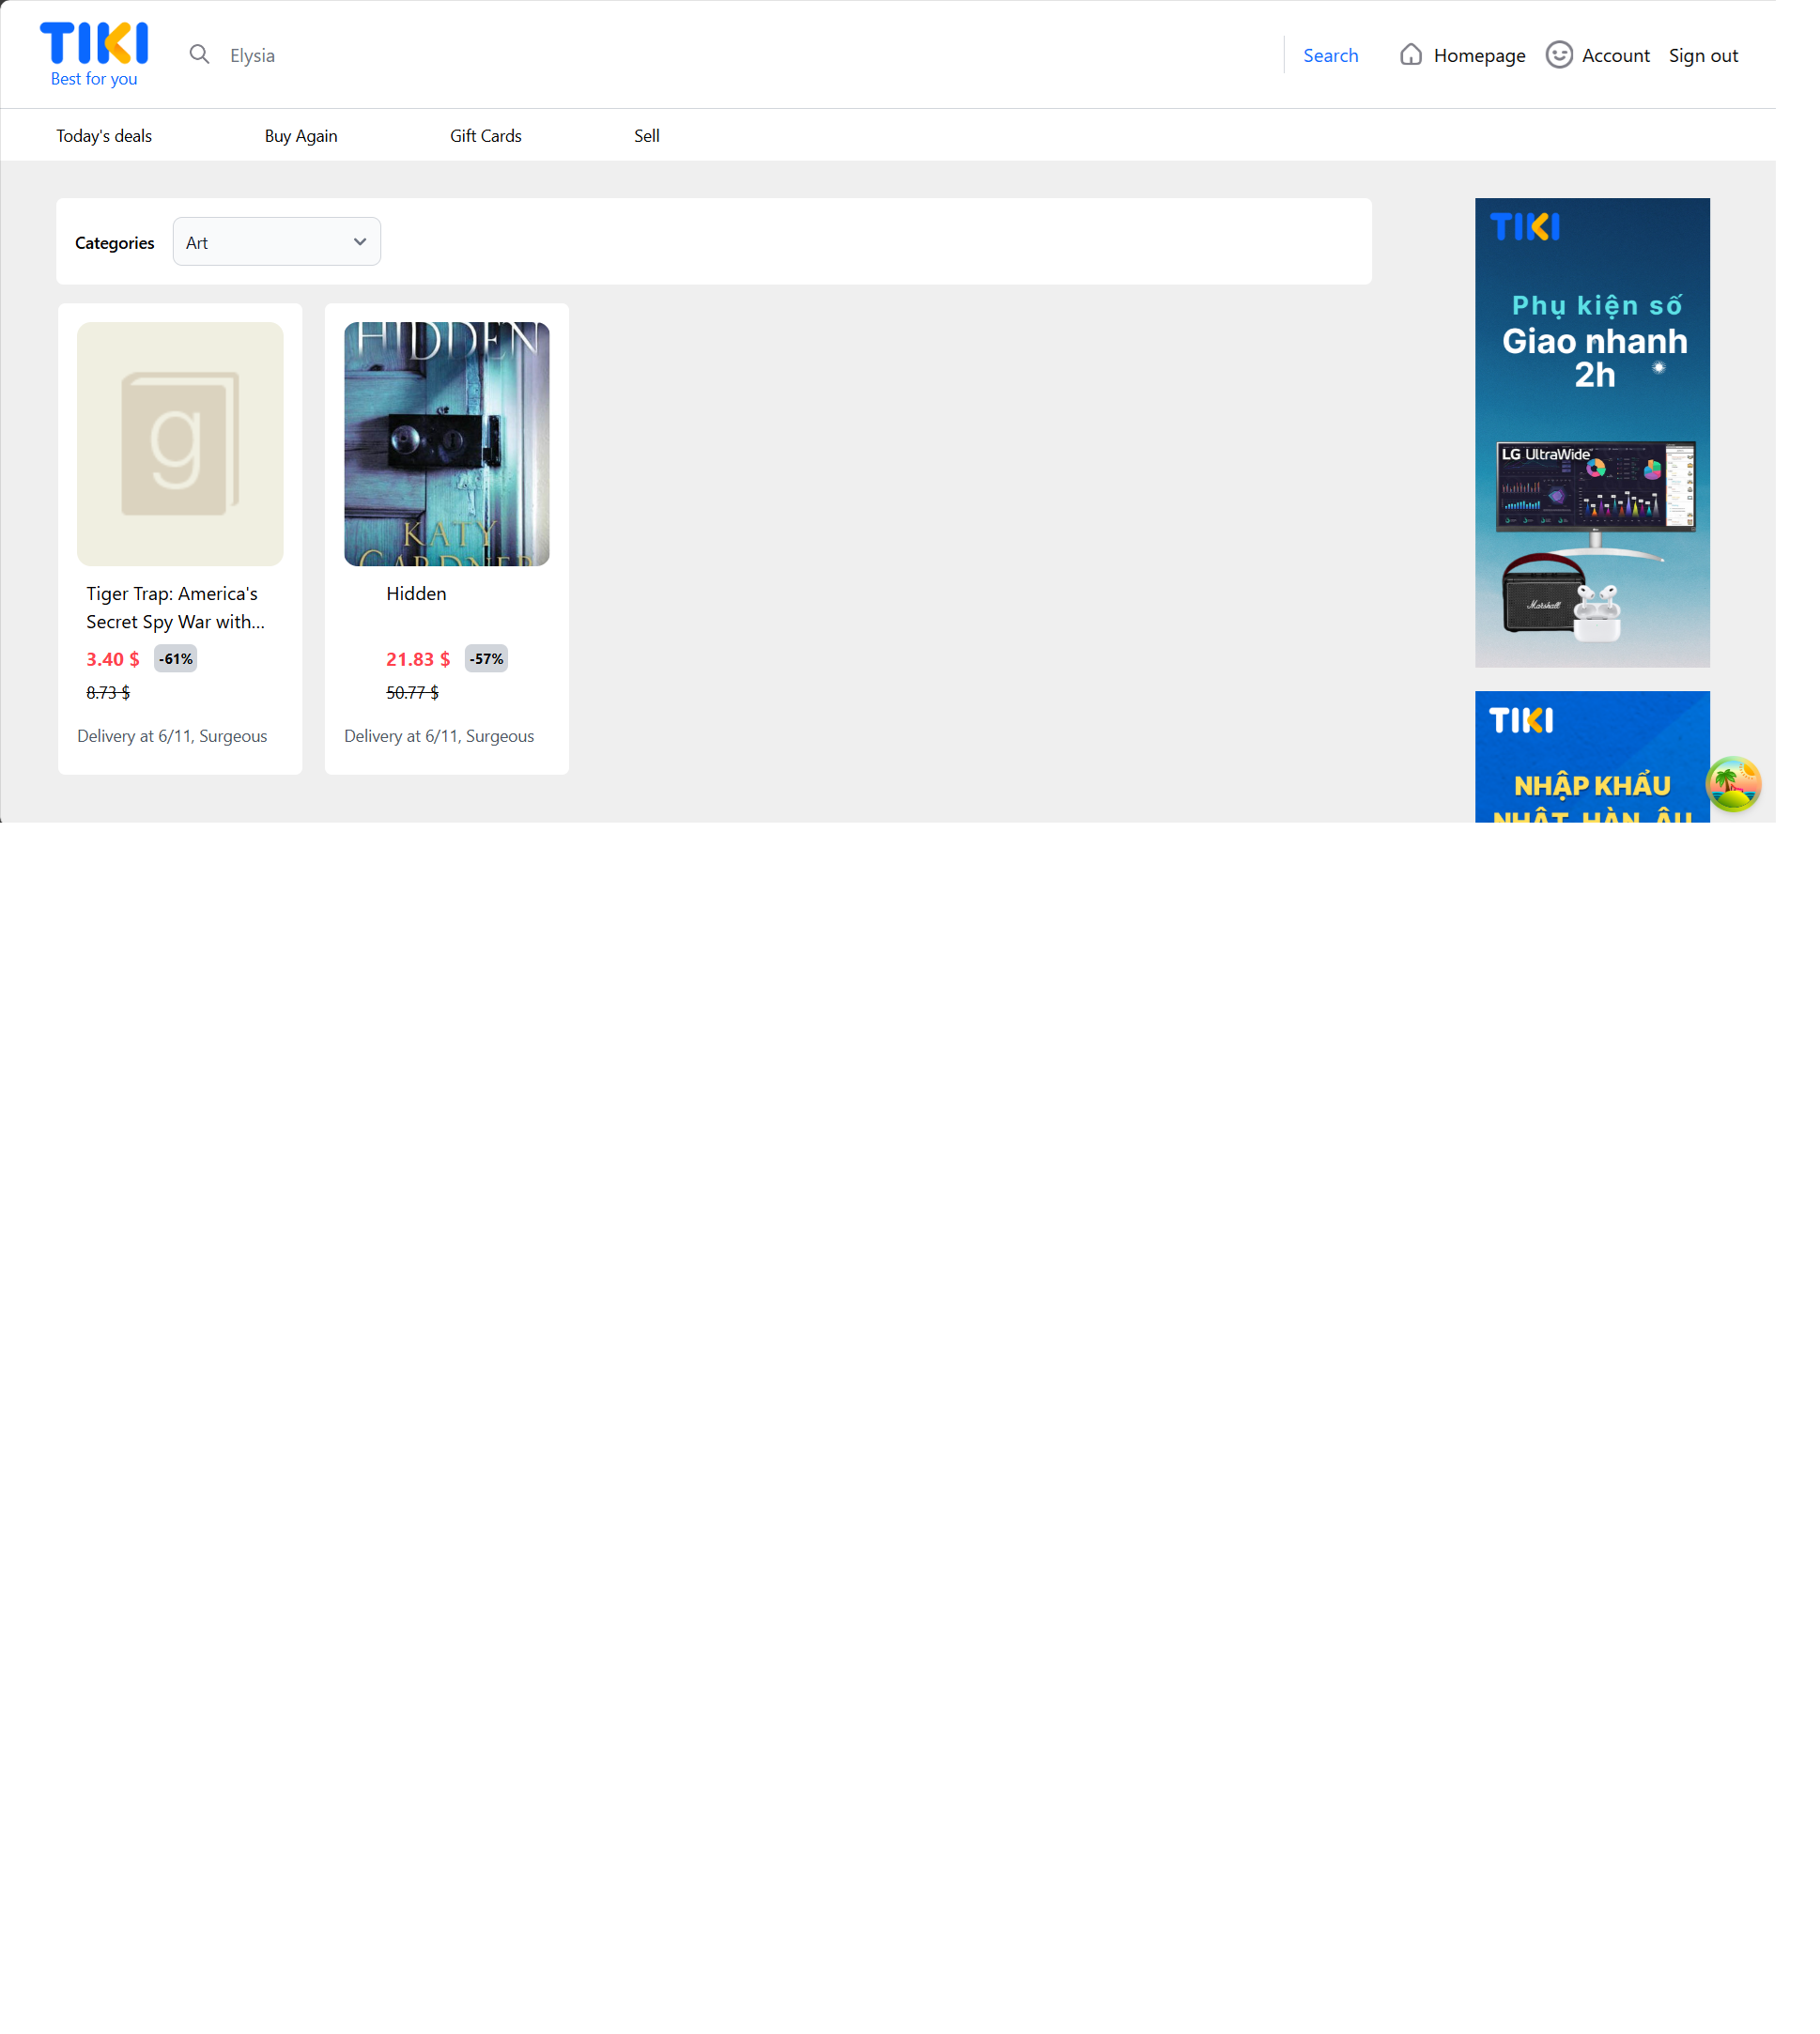 TIKI
Best for you
Elysia
Search
Homepage
Account
Sign out
Today's deals
Buy Again
Gift Cards
Sell
Categories
Art
g
Tiger Trap: America's
Secret Spy War with...
3.40 $ -61%
8.73 $
Delivery at 6/11, Surgeous
HIDDEN
KATY
GARDNER
Hidden
21.83 $ -57%
50.77 $
Delivery at 6/11, Surgeous
TIKI
Phụ kiện số
Giao nhanh
2h
LG UltraWide
Marshall
TIKI
NHẬP KHẨU
NHẬT, HÀN, ÂU